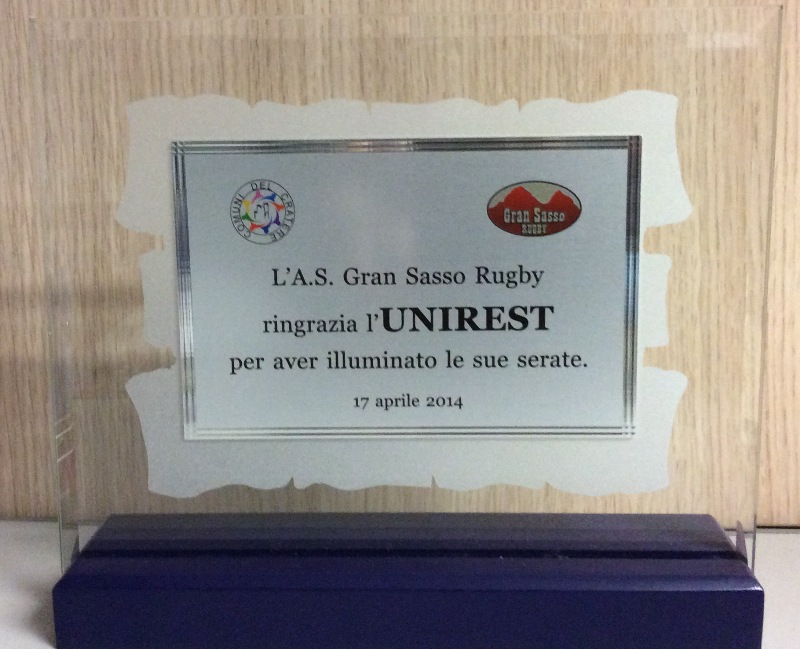 COMUNI DEL CRATERE
Gran Sasso
RUGBY
L'A.S. Gran Sasso Rugby
ringrazia l'UNIREST
per aver illuminato le sue serate.
17 aprile 2014